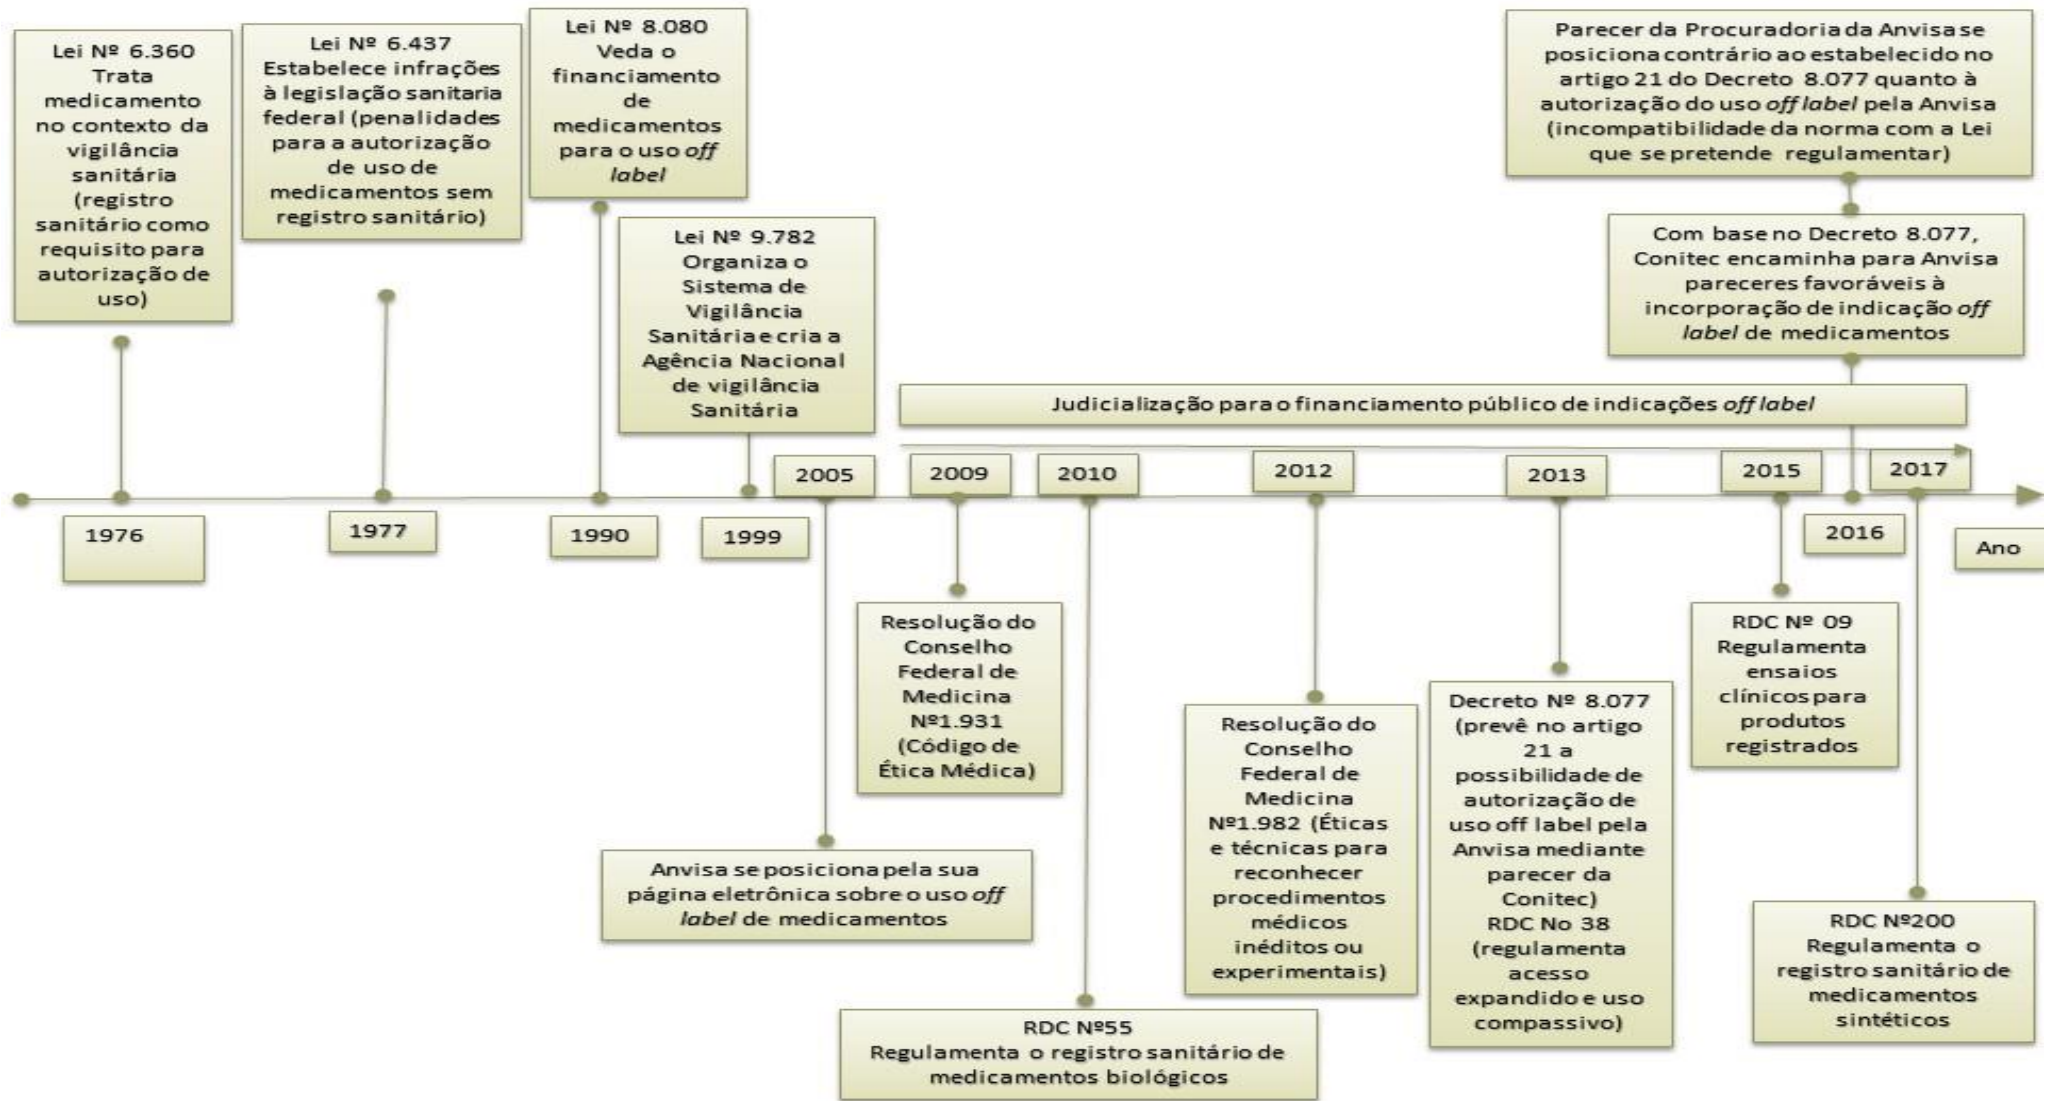 Lei Nº 6.360
Trata
medicamento
no contexto da
vigilância
sanitária
(registro
sanitário como
requisito para
autorização de
uso)
Lei Nº 6.437
Estabelece infrações
à legislação sanitaria
federal (penalidades
para a autorização
de uso de
medicamentos sem
registro sanitário)
Lei Nº 8.080
Veda o
financiamento
de
medicamentos
para o uso off
label
Lei Nº 9.782
Organiza o
Sistema de
Vigilância
Sanitária e cria a
Agência Nacional
de vigilância
Sanitária
Parecer da Procuradoria da Anvisa se
posiciona contrário ao estabelecido no
artigo 21 do Decreto 8.077 quanto à
autorização do uso off label pela Anvisa
(incompatibilidade da norma com a Lei
que se pretende regulamentar)
Com base no Decreto 8.077,
Conitec encaminha para Anvisa
pareceres favoráveis à
incorporação de indicação off
label de medicamentos
Judicialização para o financiamento público de indicações off label
2005
2009
2010
2012
2013
2015
2017
1976
1977
1990
1999
2016
Ano
Anvisa se posiciona pela sua
página eletrônica sobre o uso off
label de medicamentos
Resolução do
Conselho
Federal de
Medicina
Nº1.931
(Código de
Ética Médica)
RDC Nº55
Regulamenta o registro sanitário de
medicamentos biológicos
Resolução do
Conselho
Federal de
Medicina
Nº1.982 (Éticas
e técnicas para
reconhecer
procedimentos
médicos
inéditos ou
experimentais)
Decreto Nº 8.077
(prevê no artigo
21 a
possibilidade de
autorização de
uso off label pela
Anvisa mediante
parecer da
Conitec)
RDC No 38
(regulamenta
acesso
expandido e uso
compassivo)
RDC Nº 09
Regulamenta
ensaios
clínicos para
produtos
registrados
RDC Nº200
Regulamenta o
registro sanitário de
medicamentos
sintéticos